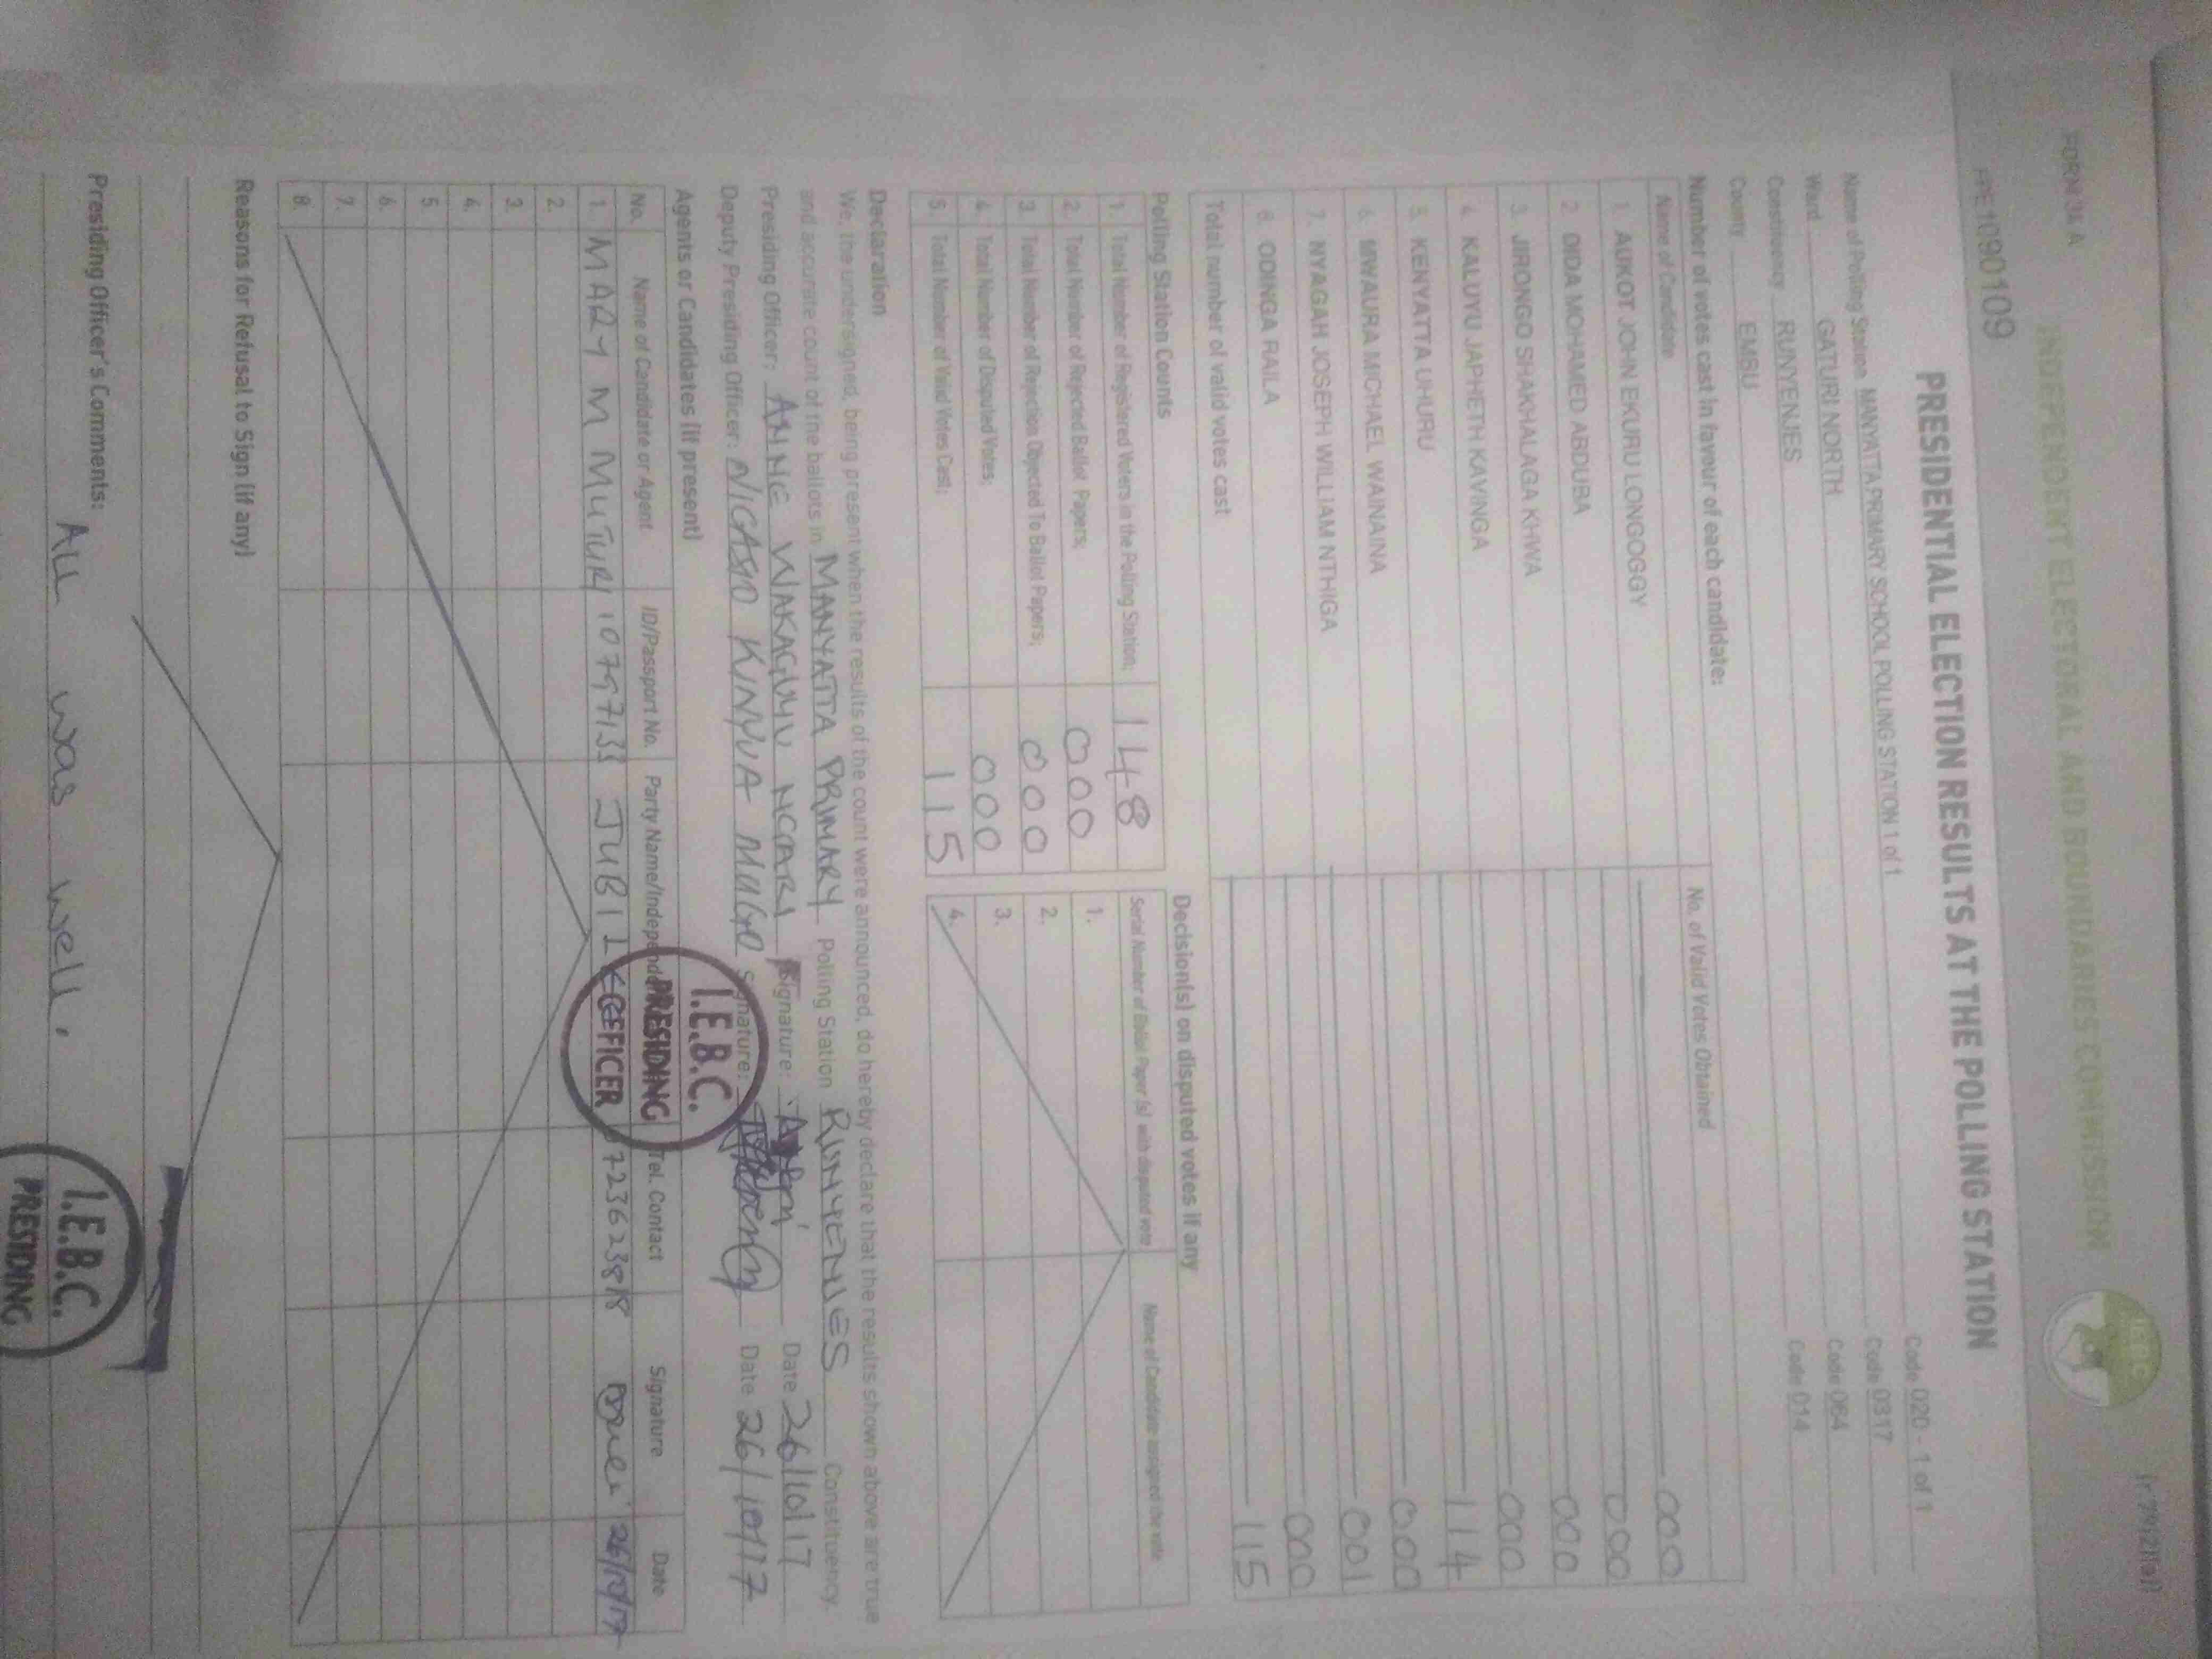 FORM 34 A
[r.79(2)(a)]
INDEPENDENT ELECTORAL AND BOUNDARIES COMMISSION
IEBC
PRE1090109
PRESIDENTIAL ELECTION RESULTS AT THE POLLING STATION
Name of Polling Station MANYATTA PRIMARY SCHOOL POLLING STATION 1 of 1 Code 020 - 1 of 1
Ward GATURI NORTH Code 0317
Constituency RUNYENJES Code 064
County EMBU Code 014
Number of votes cast in favour of each candidate:
Name of Candidate No. of Valid Votes Obtained
1. AUKOT JOHN EKURU LONGOGGY 000
2. DIDA MOHAMED ABDUBA 000
3. JIRONGO SHAKHALAGA KHWA 000
4. KALUYU JAPHETH KAVINGA 000
5. KENYATTA UHURU 114
6. MWAURA MICHAEL WAINAINA 000
7. NYAGAH JOSEPH WILLIAM NTHIGA 001
8. ODINGA RAILA 000
Total number of valid votes cast 115
Polling Station Counts
1. Total Number of Registered Voters in the Polling Station; 148
2. Total Number of Rejected Ballot Papers; 000
3. Total Number of Rejection Objected To Ballot Papers; 000
4. Total Number of Disputed Votes; 000
5. Total Number of Valid Votes Cast; 115
Decision(s) on disputed votes if any
Serial Number of Ballot Paper (s) with disputed vote Name of Candidate assigned the vote
1.
2.
3.
4.
Declaration
We, the undersigned, being present when the results of the count were announced, do hereby declare that the results shown above are true
and accurate count of the ballots in MANYATTA PRIMARY Polling Station RUNYENJES Constituency.
Presiding Officer: ANNE WAKAGUYU NGARI Signature: Date 26/10/17
Deputy Presiding Officer: NIGASIO KINYUA MUGO Signature: Date 26/10/17
Agents or Candidates (if present)
No. Name of Candidate or Agent ID/Passport No. Party Name/Independent Tel. Contact Signature Date
1. MARY M MUTURI 10797133 JUBILEE 26/10/17
2.
3.
4.
5.
6.
7.
8.
I.E.B.C.
PRESIDING
OFFICER
Reasons for Refusal to Sign (if any)
Presiding Officer's Comments:
ALL was well.
I.E.B.C.
PRESIDING